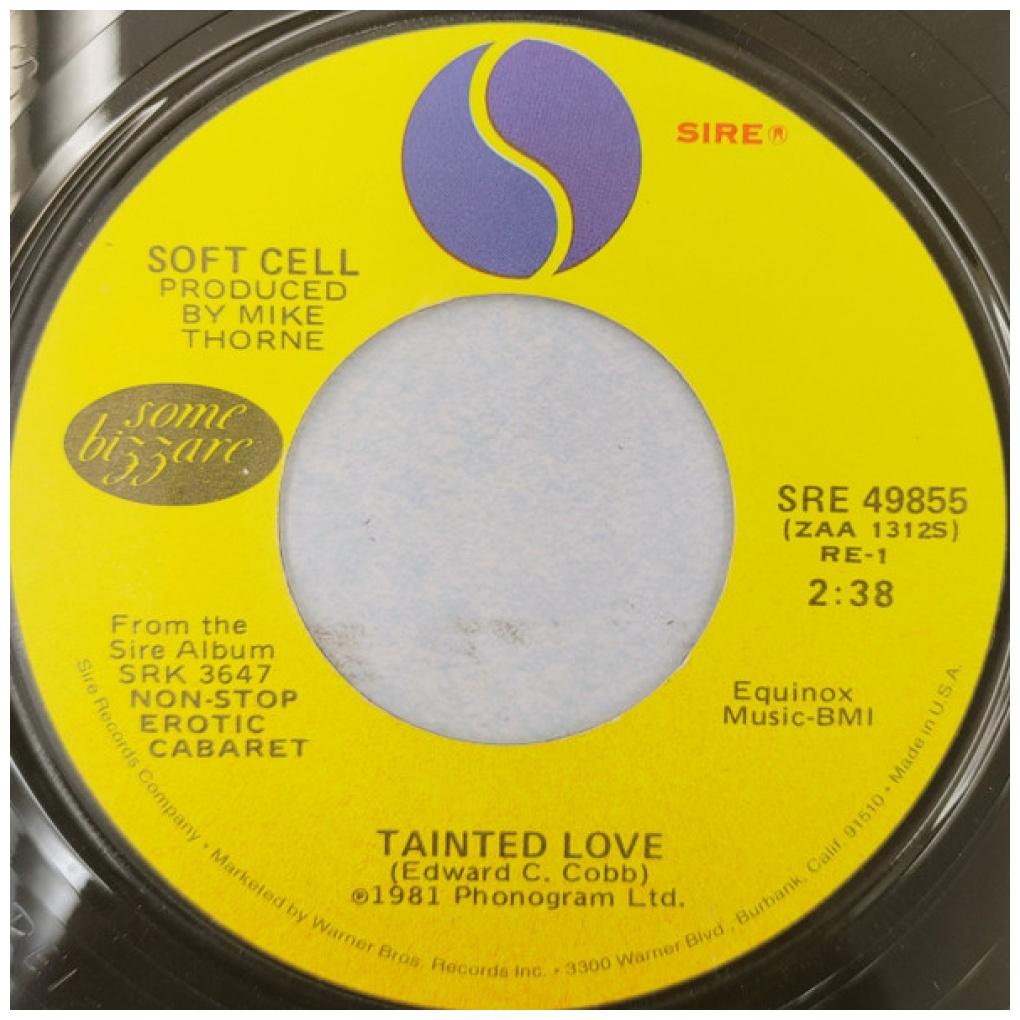 SIRE®
SOFT CELL
PRODUCED
BY MIKE
THORNE
some
bizzare
SRE 49855
(ZAA 1312S)
RE-1
2:38
From the
Sire Album
SRK 3647
NON-STOP
EROTIC
CABARET
Equinox
Music-BMI
TAINTED LOVE
(Edward C. Cobb)
℗1981 Phonogram Ltd.
Sire Records Company • Marketed by Warner Bros. Records Inc. • 3300 Warner Blvd., Burbank, Calif. 91510 • Made in U.S.A.